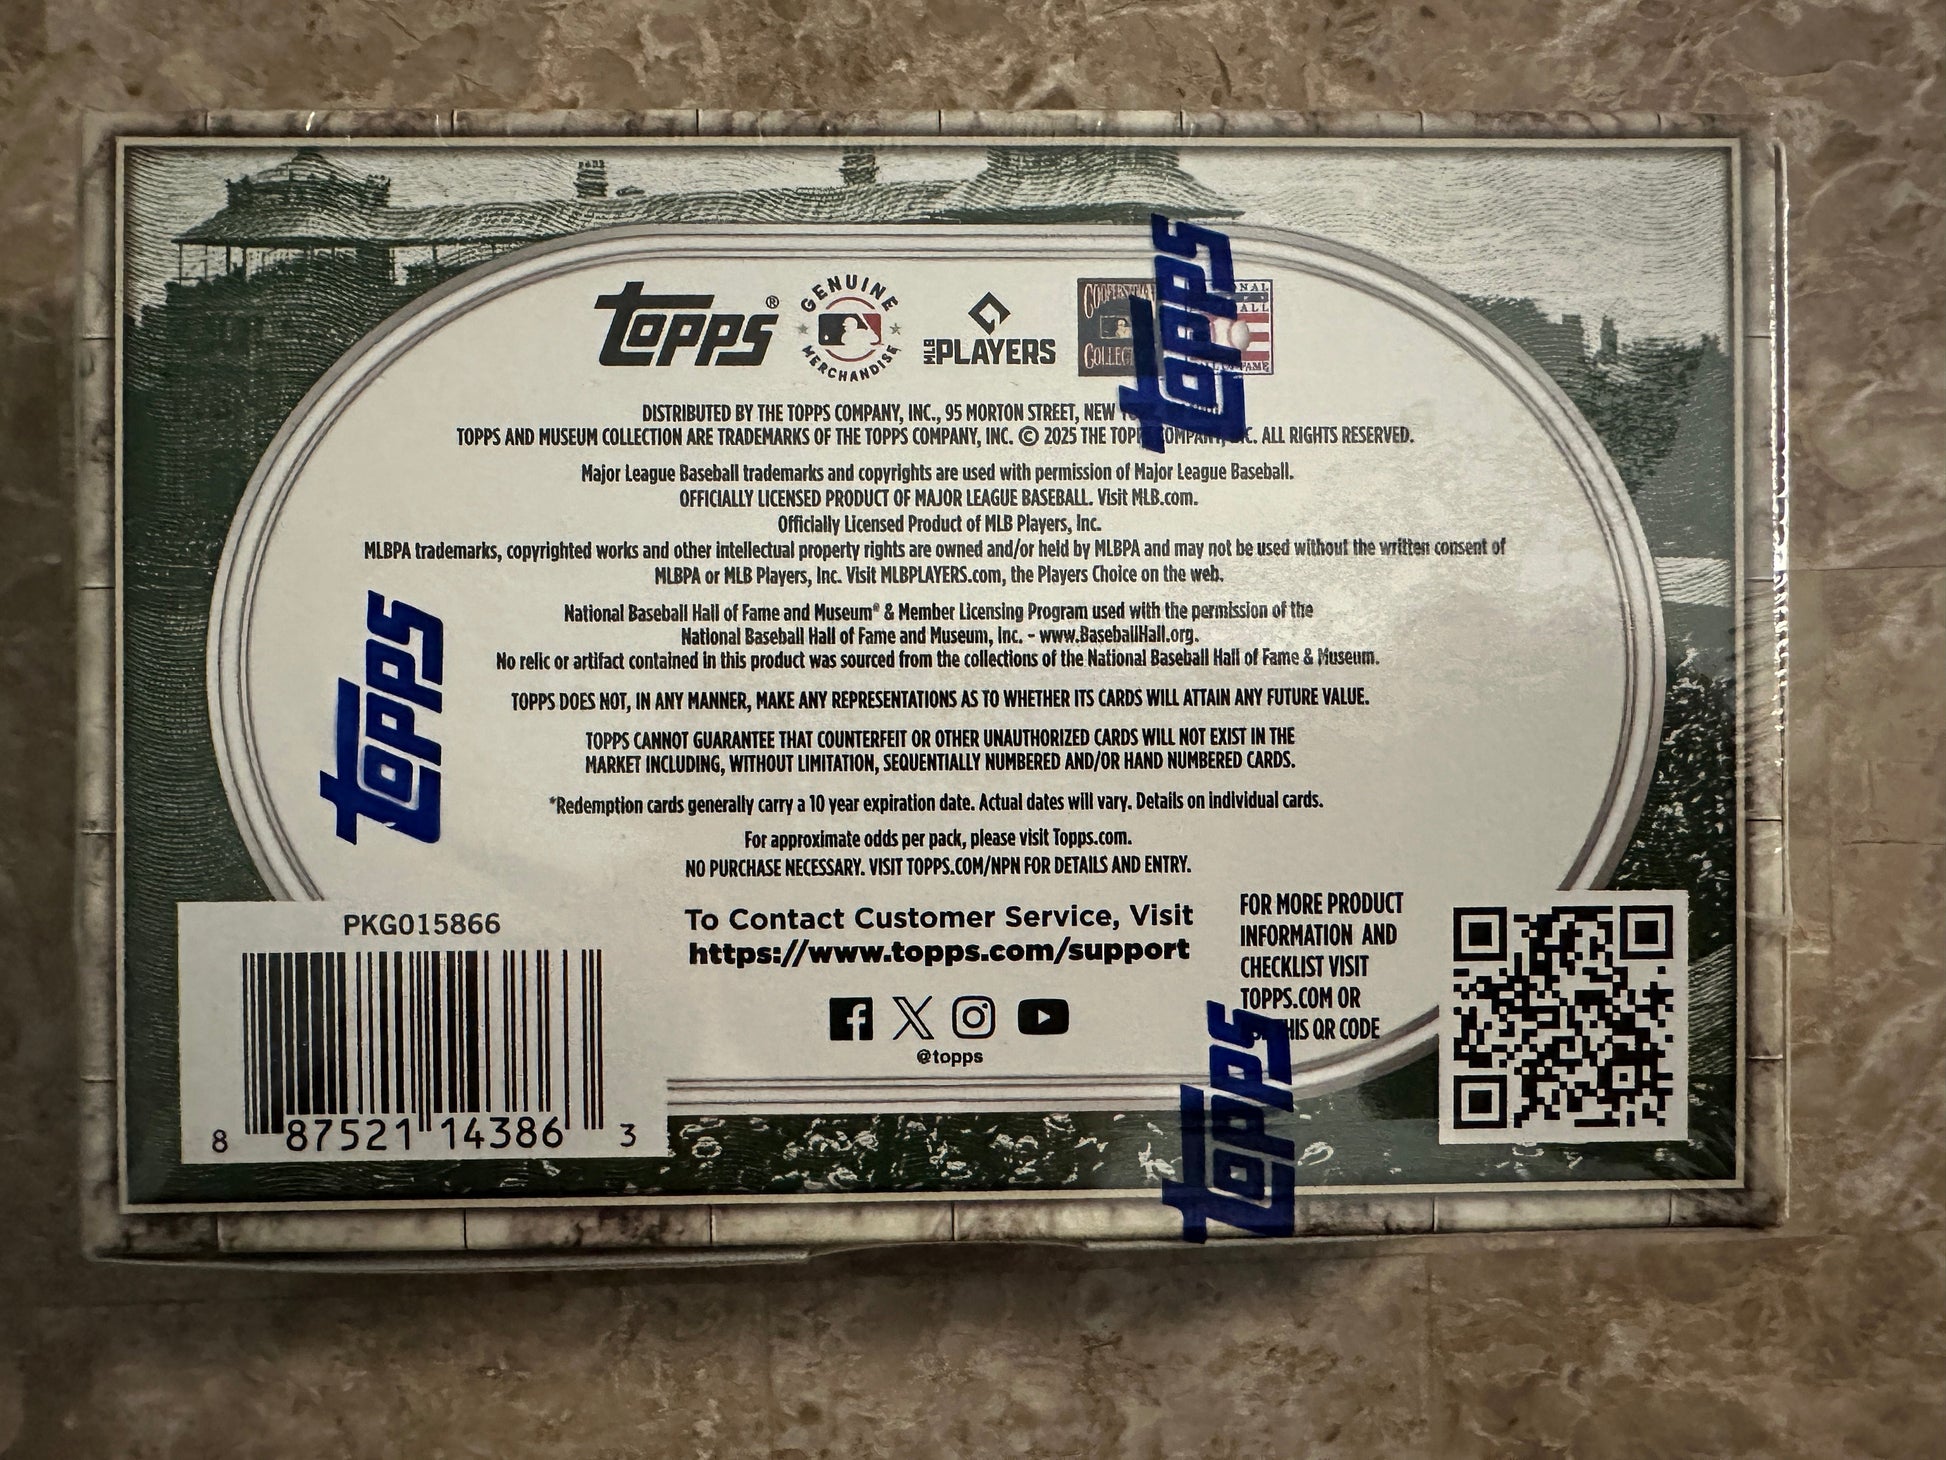 Topps®
GENUINE MERCHANDISE
MLB PLAYERS
DISTRIBUTED BY THE TOPPS COMPANY, INC., 95 MORTON STREET, NEW
TOPPS AND MUSEUM COLLECTION ARE TRADEMARKS OF THE TOPPS COMPANY, INC. © 2025 THE TOPPS COMPANY, INC. ALL RIGHTS RESERVED.
Major League Baseball trademarks and copyrights are used with permission of Major League Baseball.
OFFICIALLY LICENSED PRODUCT OF MAJOR LEAGUE BASEBALL. Visit MLB.com.
Officially Licensed Product of MLB Players, Inc.
MLBPA trademarks, copyrighted works and other intellectual property rights are owned and/or held by MLBPA and may not be used without the written consent of
MLBPA or MLB Players, Inc. Visit MLBPLAYERS.com, the Players Choice on the web.
National Baseball Hall of Fame and Museum® & Member Licensing Program used with the permission of the
National Baseball Hall of Fame and Museum, Inc. - www.BaseballHall.org.
No relic or artifact contained in this product was sourced from the collections of the National Baseball Hall of Fame & Museum.
TOPPS DOES NOT, IN ANY MANNER, MAKE ANY REPRESENTATIONS AS TO WHETHER ITS CARDS WILL ATTAIN ANY FUTURE VALUE.
TOPPS CANNOT GUARANTEE THAT COUNTERFEIT OR OTHER UNAUTHORIZED CARDS WILL NOT EXIST IN THE
MARKET INCLUDING, WITHOUT LIMITATION, SEQUENTIALLY NUMBERED AND/OR HAND NUMBERED CARDS.
*Redemption cards generally carry a 10 year expiration date. Actual dates will vary. Details on individual cards.
For approximate odds per pack, please visit Topps.com.
NO PURCHASE NECESSARY. VISIT TOPPS.COM/NPN FOR DETAILS AND ENTRY.
To Contact Customer Service, Visit
https://www.topps.com/support
@topps
FOR MORE PRODUCT
INFORMATION AND
CHECKLIST VISIT
TOPPS.COM OR
THIS QR CODE
PKG015866
8 87521 14386 3
Topps
Topps
Topps